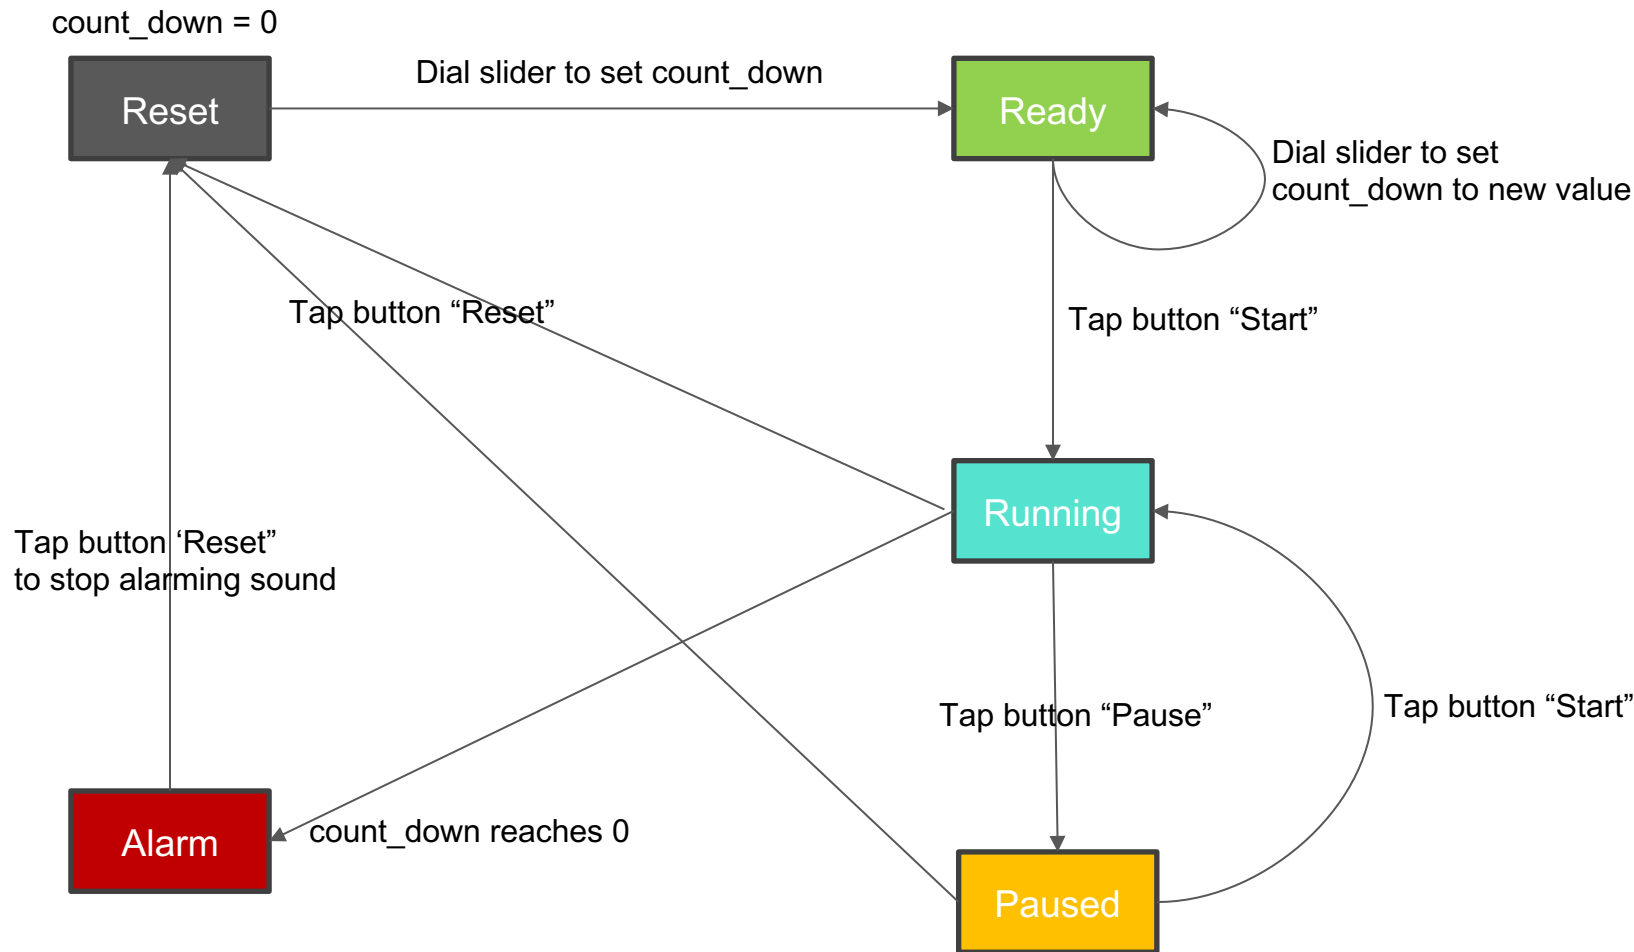 count_down = 0
Reset
Dial slider to set count_down
Ready
Dial slider to set
count_down to new value
Tap button “Reset”
Tap button “Start”
Running
Tap button ‘Reset”
to stop alarming sound
Tap button “Pause”
Tap button “Start”
Alarm
count_down reaches 0
Paused